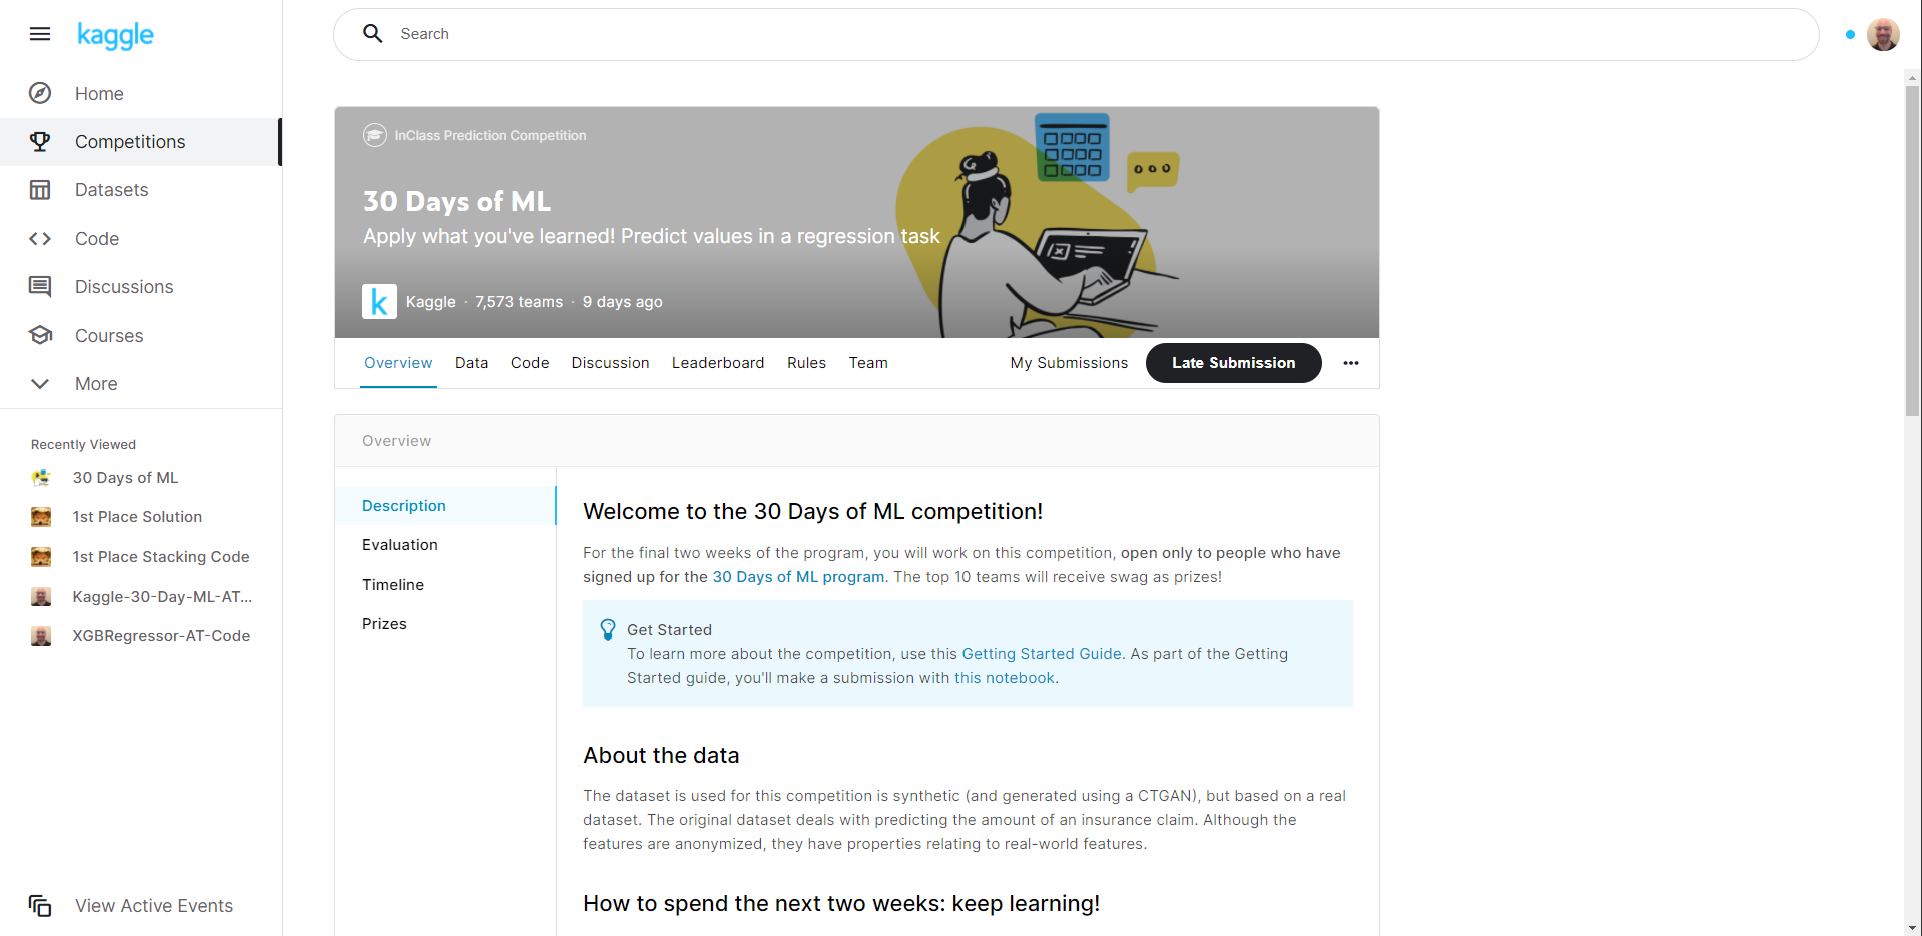 kaggle
Search
Home
Competitions
Datasets
Code
Discussions
Courses
More
Recently Viewed
30 Days of ML
1st Place Solution
1st Place Stacking Code
Kaggle-30-Day-ML-AT...
XGBRegressor-AT-Code
View Active Events
InClass Prediction Competition
30 Days of ML
Apply what you've learned! Predict values in a regression task
k
Kaggle · 7,573 teams · 9 days ago
Overview Data Code Discussion Leaderboard Rules Team My Submissions Late Submission
Overview
Description
Evaluation
Timeline
Prizes
Welcome to the 30 Days of ML competition!
For the final two weeks of the program, you will work on this competition, open only to people who have
signed up for the 30 Days of ML program. The top 10 teams will receive swag as prizes!
Get Started
To learn more about the competition, use this Getting Started Guide. As part of the Getting
Started guide, you'll make a submission with this notebook.
About the data
The dataset is used for this competition is synthetic (and generated using a CTGAN), but based on a real
dataset. The original dataset deals with predicting the amount of an insurance claim. Although the
features are anonymized, they have properties relating to real-world features.
How to spend the next two weeks: keep learning!